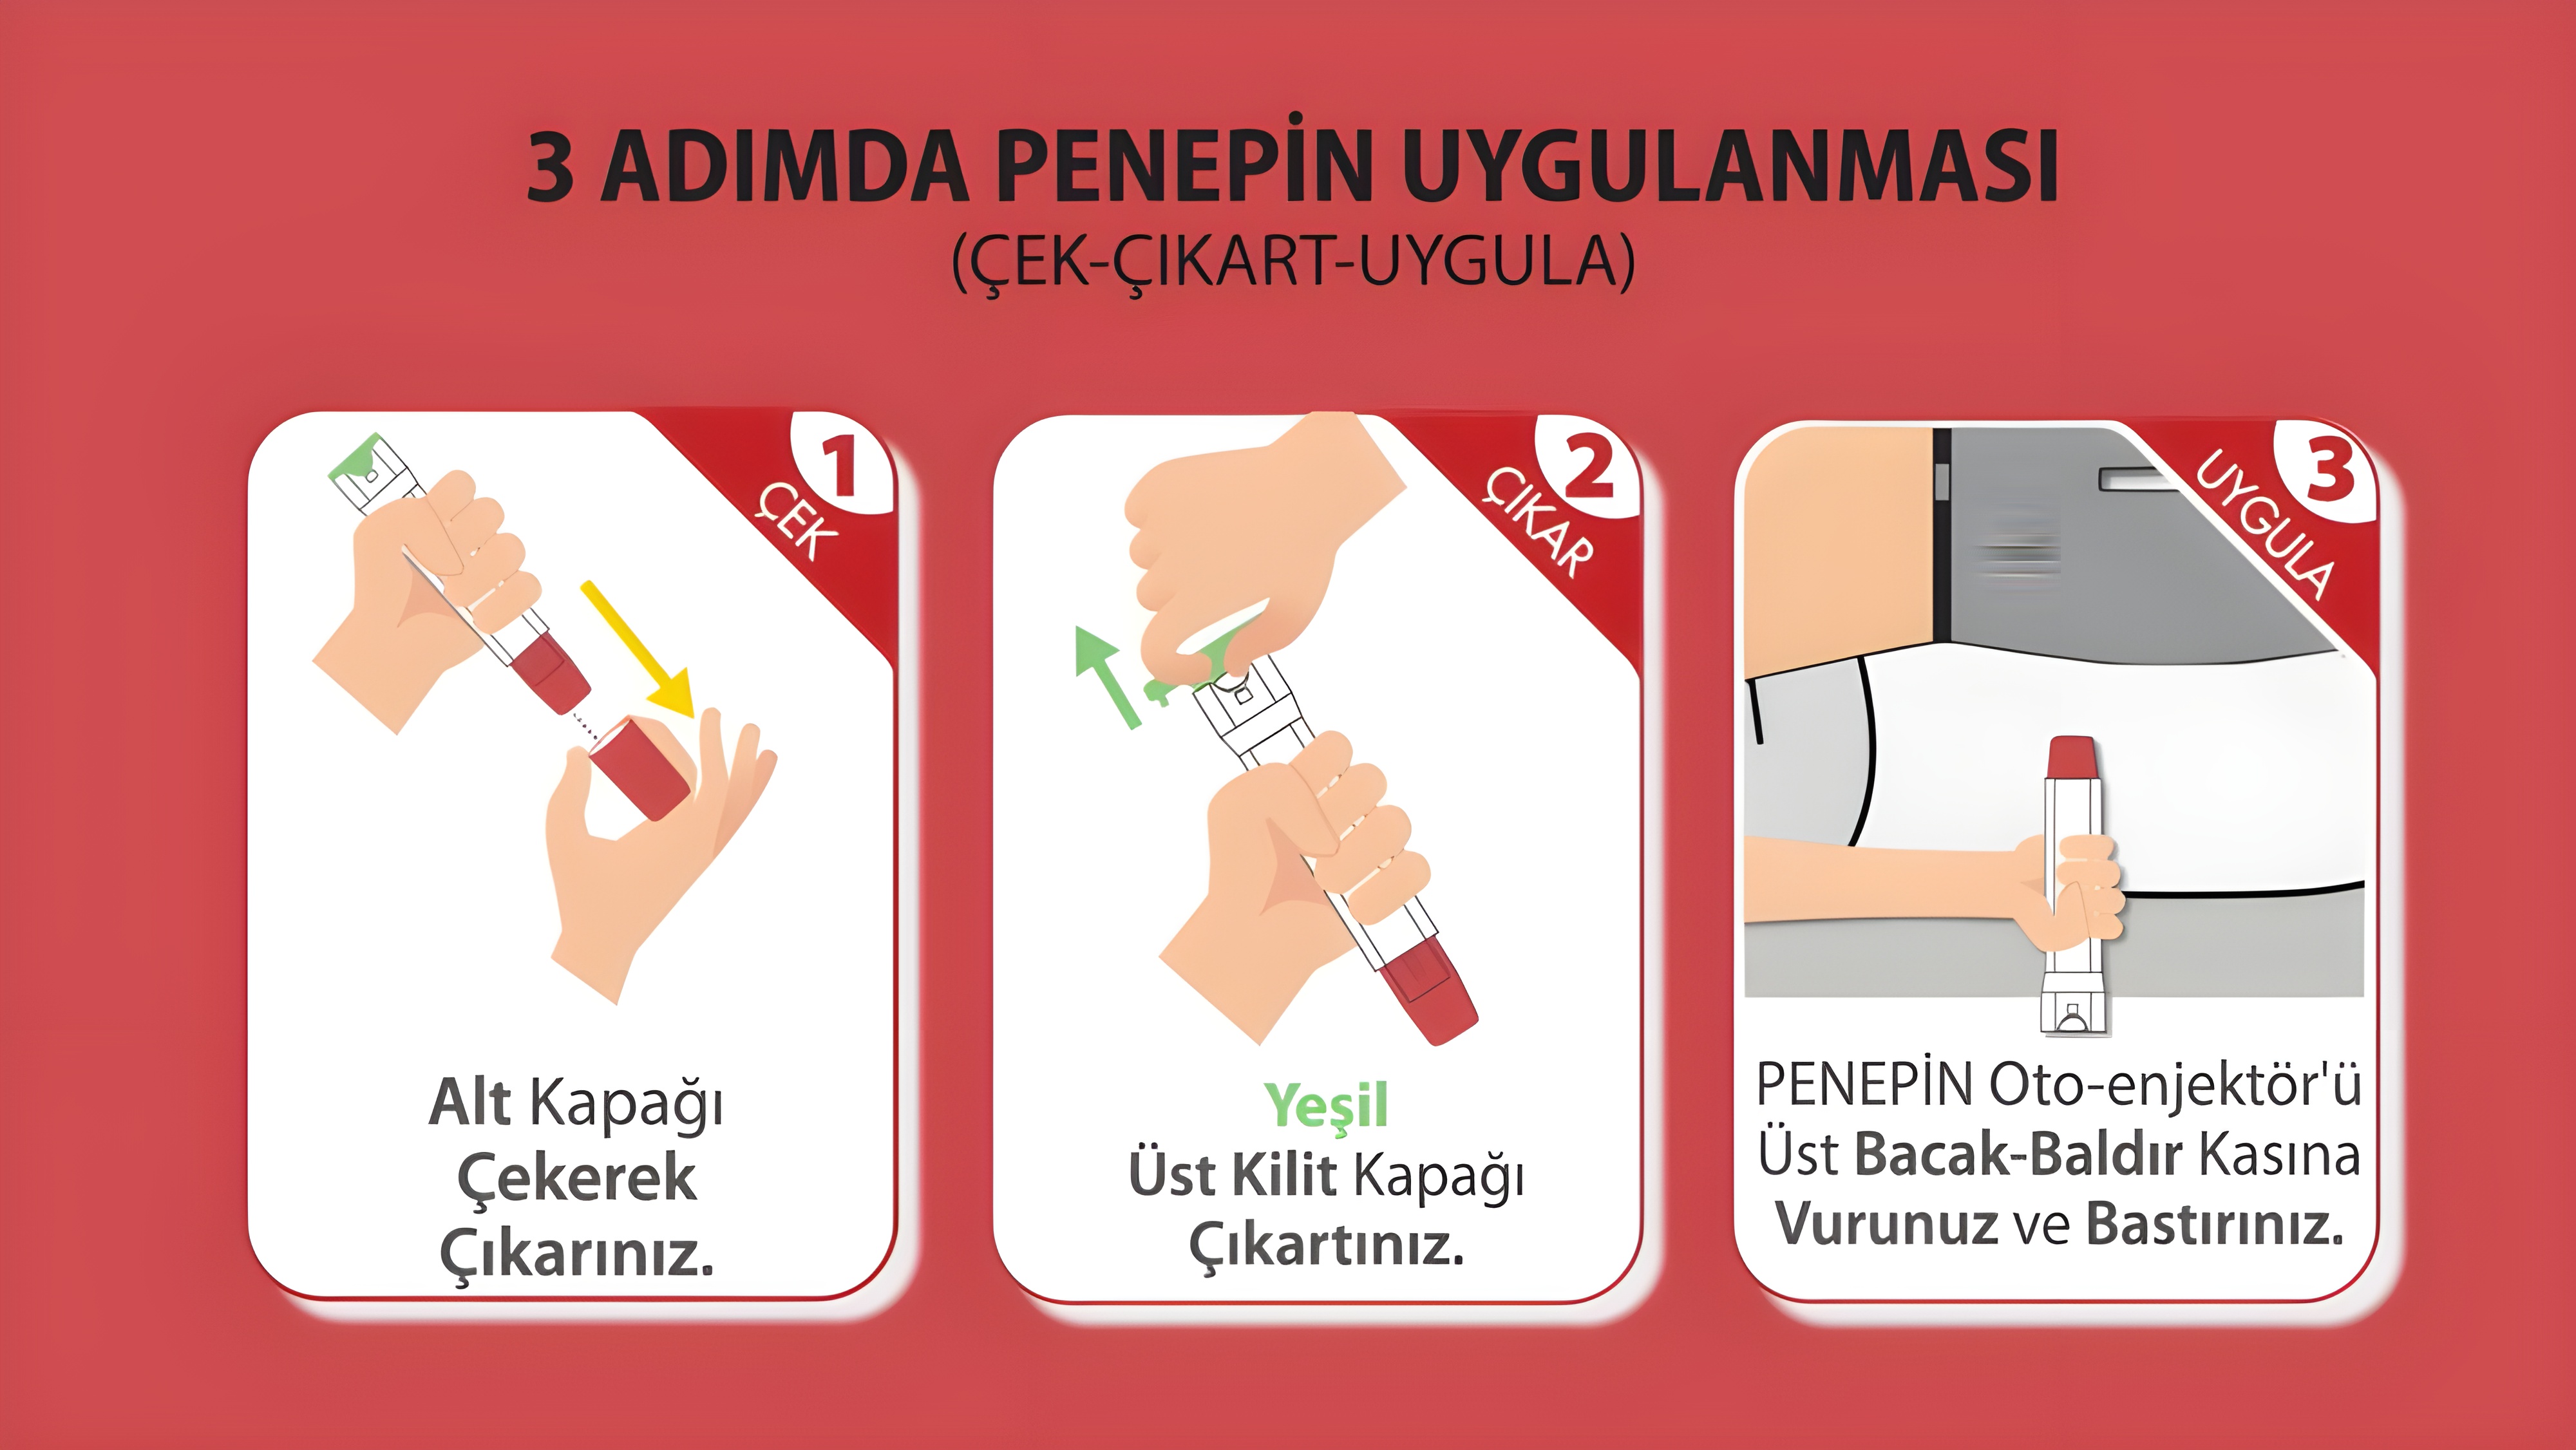 3 ADIMDA PENEPİN UYGULANMASI
(ÇEK-ÇIKART-UYGULA)
1
ÇEK
Alt Kapağı
Çekerek
Çıkarınız.
2
ÇIKAR
Yeşil
Üst Kilit Kapağı
Çıkartınız.
3
UYGULA
PENEPİN Oto-enjektör'ü
Üst Bacak-Baldır Kasına
Vurunuz ve Bastırınız.